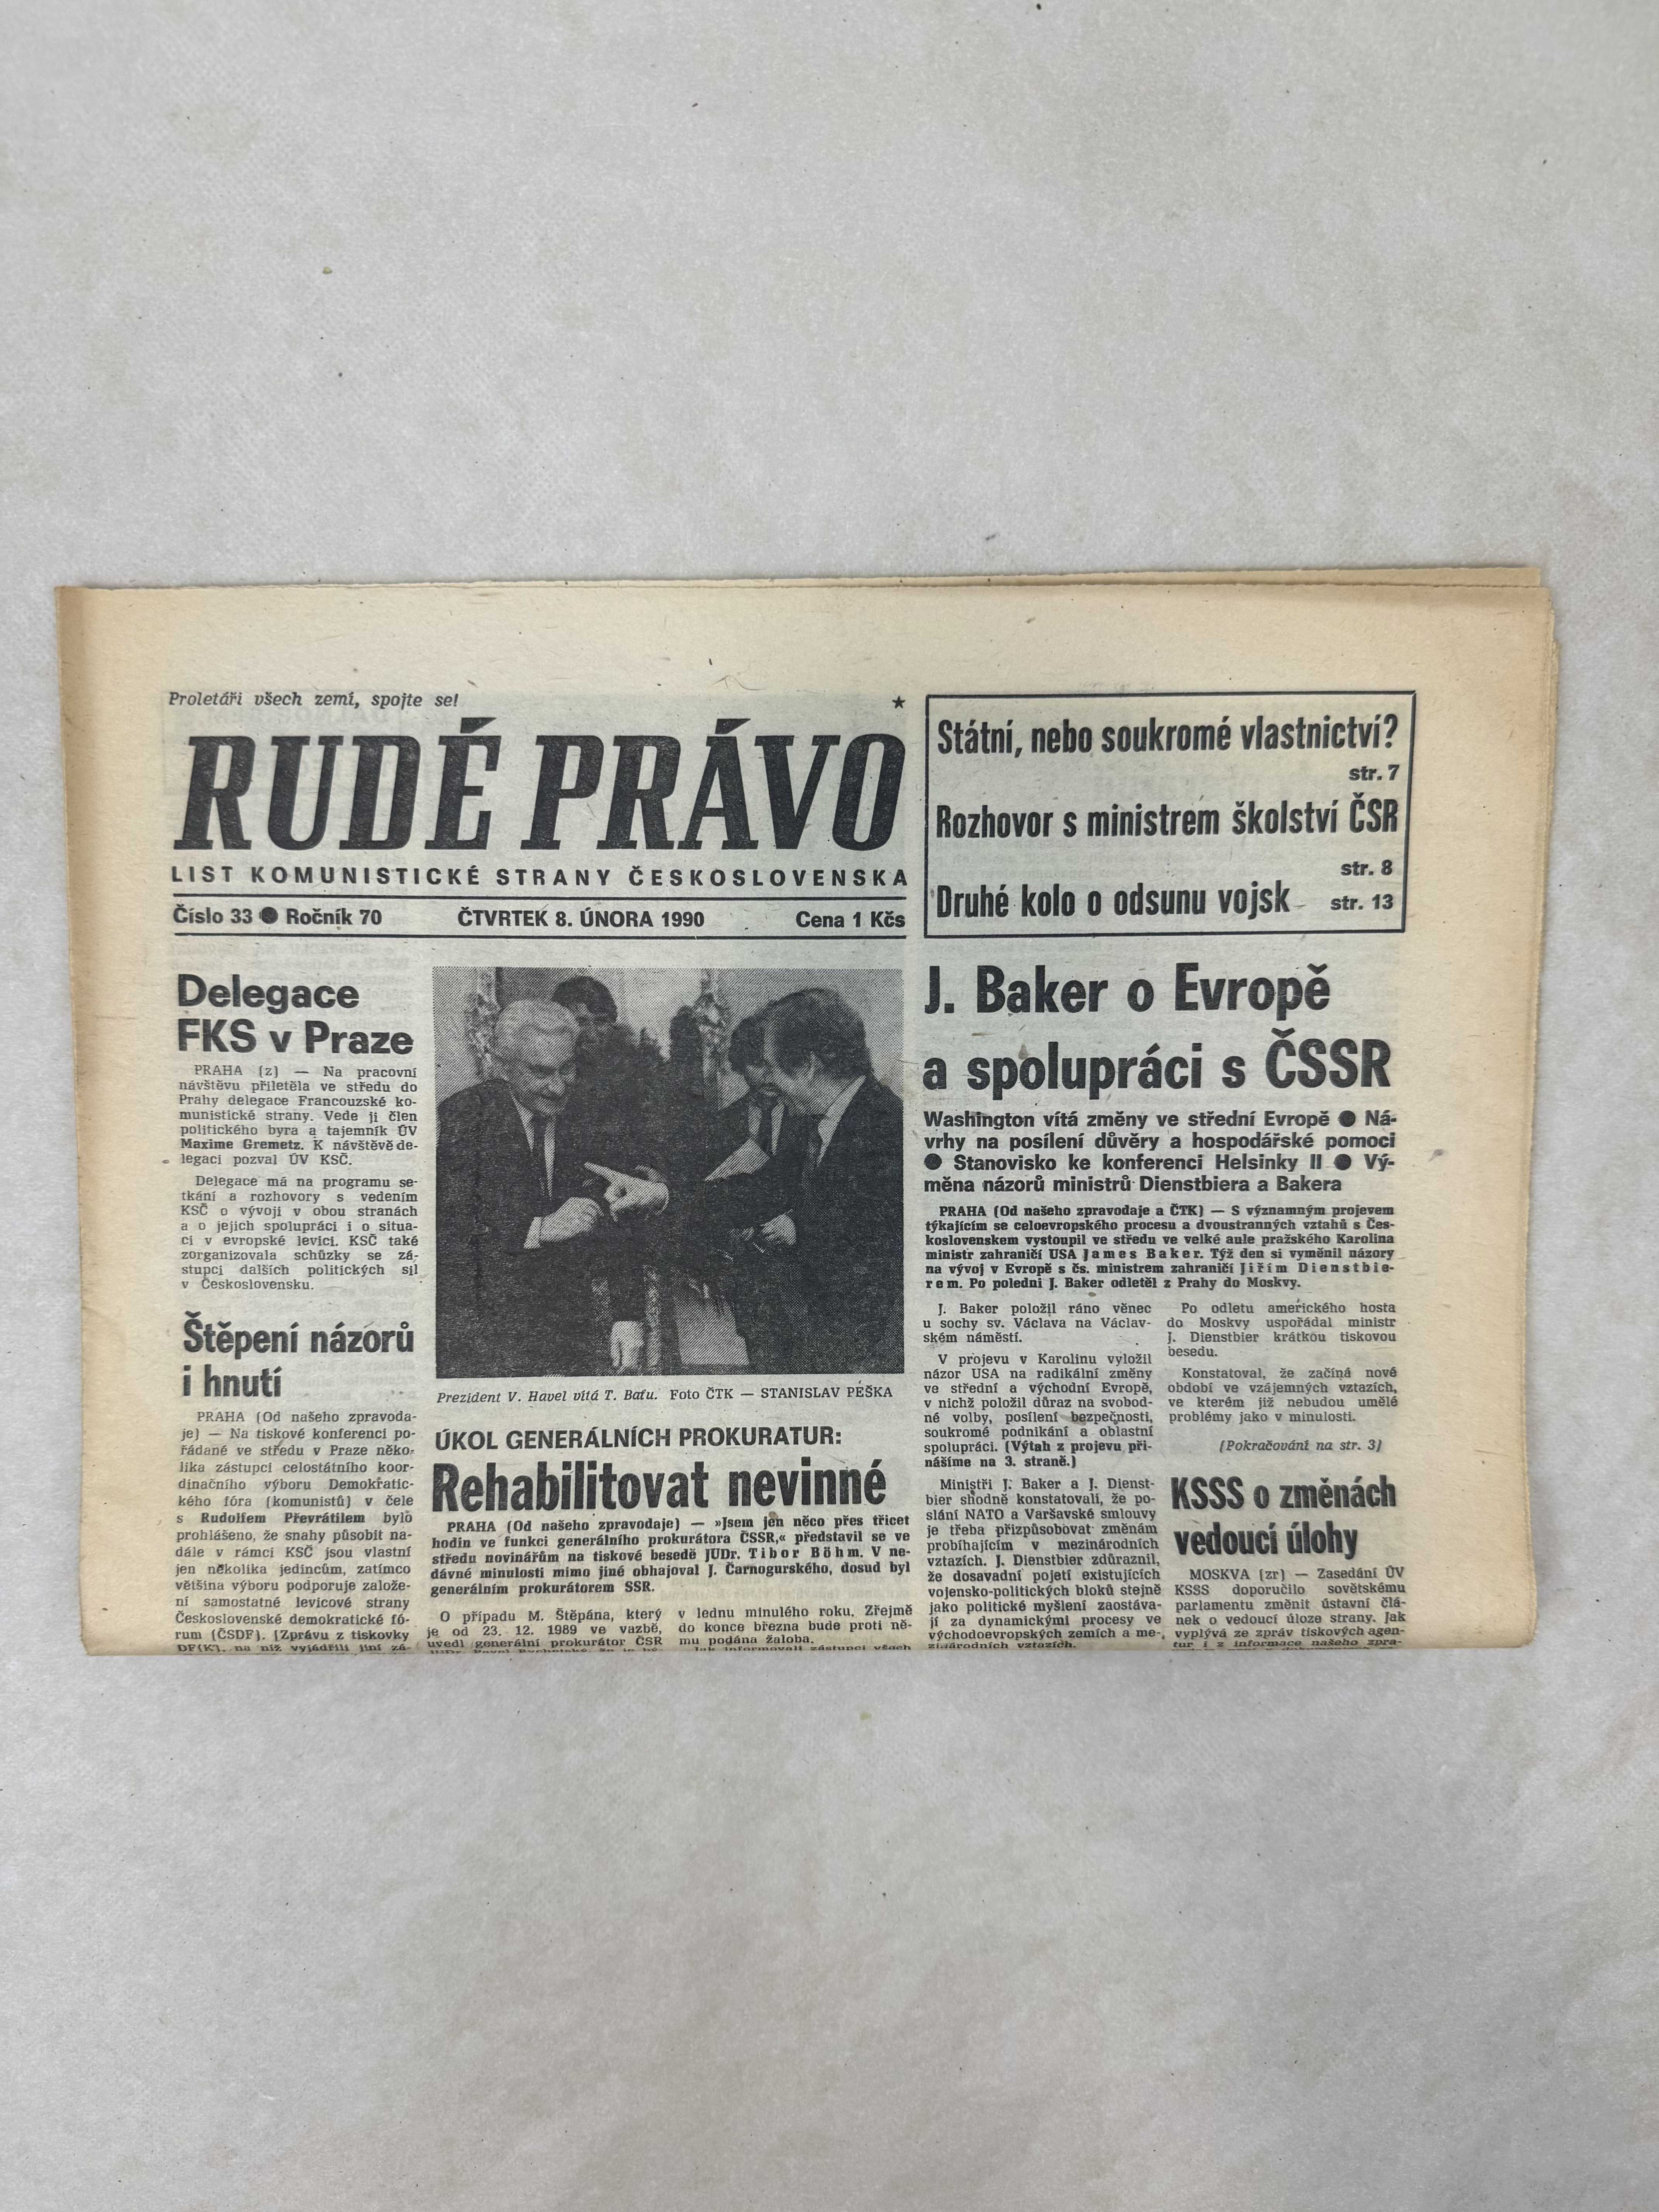 Proletáři všech zemí, spojte se!
★
RUDÉ PRÁVO
LIST KOMUNISTICKÉ STRANY ČESKOSLOVENSKA
Číslo 33 ● Ročník 70 ČTVRTEK 8. ÚNORA 1990 Cena 1 Kčs
Státní, nebo soukromé vlastnictví?
str. 7
Rozhovor s ministrem školství ČSR
str. 8
Druhé kolo o odsunu vojsk str. 13
Delegace
FKS v Praze
PRAHA (z) — Na pracovní
návštěvu přiletěla ve středu do
Prahy delegace Francouzské ko-
munistické strany. Vede ji člen
politického byra a tajemník ÚV
Maxime Gremetz. K návštěvě de-
legaci pozval ÚV KSČ.
Delegace má na programu se-
tkání a rozhovory s vedením
KSČ o vývoji v obou stranách
a o jejich spolupráci i o situa-
ci v evropské levici. KSČ také
zorganizovala schůzky se zá-
stupci dalších politických sil
v Československu.
Štěpení názorů
i hnutí
PRAHA (Od našeho zpravoda-
je) — Na tiskové konferenci po-
řádané ve středu v Praze něko-
lika zástupci celostátního koor-
dinačního výboru Demokratic-
kého fóra (komunistů) v čele
s Rudolfem Převrátilem bylo
prohlášeno, že snahy působit na-
dále v rámci KSČ jsou vlastní
jen několika jedincům, zatímco
většina výboru podporuje založe-
ní samostatné levicové strany
Československé demokratické fó-
rum (ČSDF). (Zprávu z tiskovky
DF(K), na níž vyjádřili jiní zá-
Prezident V. Havel vítá T. Baťu. Foto ČTK — STANISLAV PEŠKA
ÚKOL GENERÁLNÍCH PROKURATUR:
Rehabilitovat nevinné
PRAHA (Od našeho zpravodaje) — »Jsem jen něco přes třicet
hodin ve funkci generálního prokurátora ČSSR,« představil se ve
středu novinářům na tiskové besedě JUDr. Tibor Böhm. V ne-
dávné minulosti mimo jiné obhajoval J. Čarnogurského, dosud byl
generálním prokurátorem SSR.
O případu M. Štěpána, který
je od 23. 12. 1989 ve vazbě,
uvedl generální prokurátor ČSR
v lednu minulého roku. Zřejmě
do konce března bude proti ně-
mu podána žaloba.
Jak informovali zástupci všech
J. Baker o Evropě
a spolupráci s ČSSR
Washington vítá změny ve střední Evropě ● Ná-
vrhy na posílení důvěry a hospodářské pomoci
● Stanovisko ke konferenci Helsinky II ● Vý-
měna názorů ministrů Dienstbiera a Bakera
PRAHA (Od našeho zpravodaje a ČTK) — S významným projevem
týkajícím se celoevropského procesu a dvoustranných vztahů s Čes-
koslovenskem vystoupil ve středu ve velké aule pražského Karolina
ministr zahraničí USA James Baker. Týž den si vyměnil názory
na vývoj v Evropě s čs. ministrem zahraničí Jiřím Dienstbie-
rem. Po poledni J. Baker odletěl z Prahy do Moskvy.
J. Baker položil ráno věnec
u sochy sv. Václava na Václav-
ském náměstí.
V projevu v Karolinu vyložil
názor USA na radikální změny
ve střední a východní Evropě,
v nichž položil důraz na svobod-
né volby, posílení bezpečnosti,
soukromé podnikání a oblastní
spolupráci. (Výtah z projevu při-
nášíme na 3. straně.)
Ministři J. Baker a J. Dienst-
bier shodně konstatovali, že po-
slání NATO a Varšavské smlouvy
je třeba přizpůsobovat změnám
probíhajícím v mezinárodních
vztazích. J. Dienstbier zdůraznil,
že dosavadní pojetí existujících
vojensko-politických bloků stejně
jako politické myšlení zaostáva-
jí za dynamickými procesy ve
východoevropských zemích a me-
zinárodních vztazích.
Po odletu amerického hosta
do Moskvy uspořádal ministr
J. Dienstbier krátkou tiskovou
besedu.
Konstatoval, že začíná nové
období ve vzájemných vztazích,
ve kterém již nebudou umělé
problémy jako v minulosti.
(Pokračování na str. 3)
KSSS o změnách
vedoucí úlohy
MOSKVA (zr) — Zasedání ÚV
KSSS doporučilo sovětskému
parlamentu změnit ústavní člá-
nek o vedoucí úloze strany. Jak
vyplývá ze zpráv tiskových agen-
tur i z informace našeho zpra-